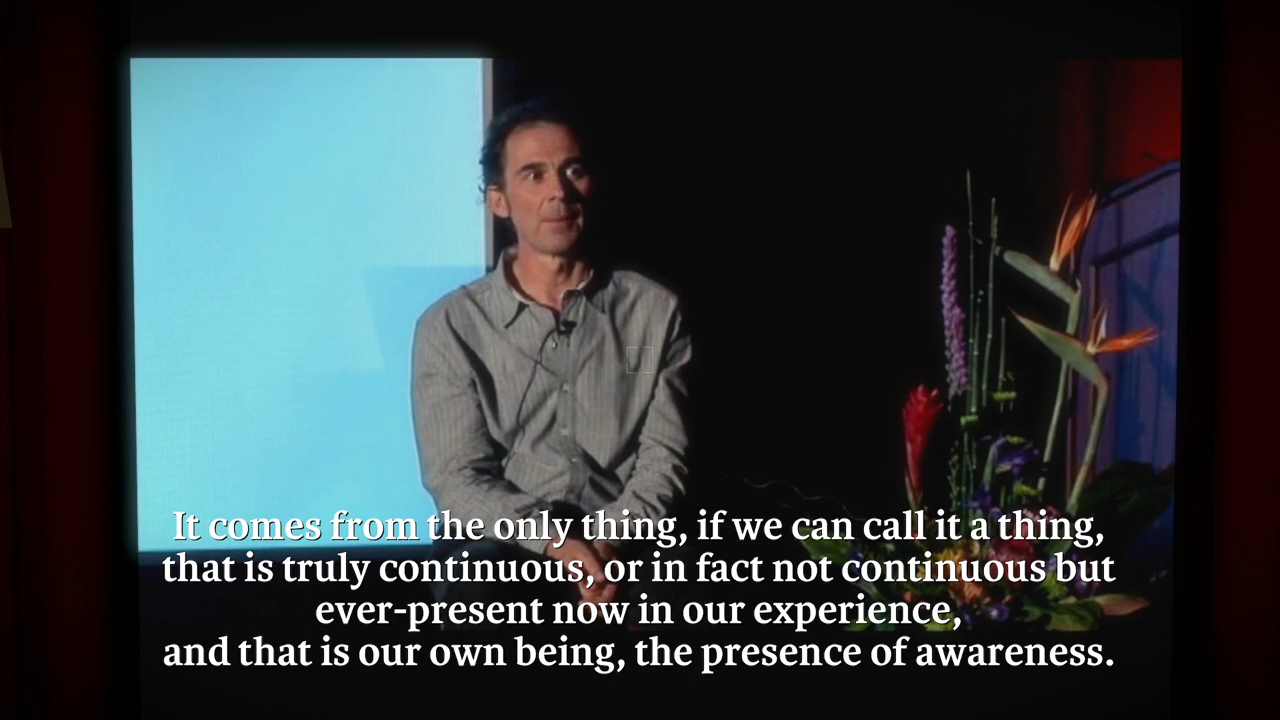 It comes from the only thing, if we can call it a thing,
that is truly continuous, or in fact not continuous but
ever-present now in our experience,
and that is our own being, the presence of awareness.